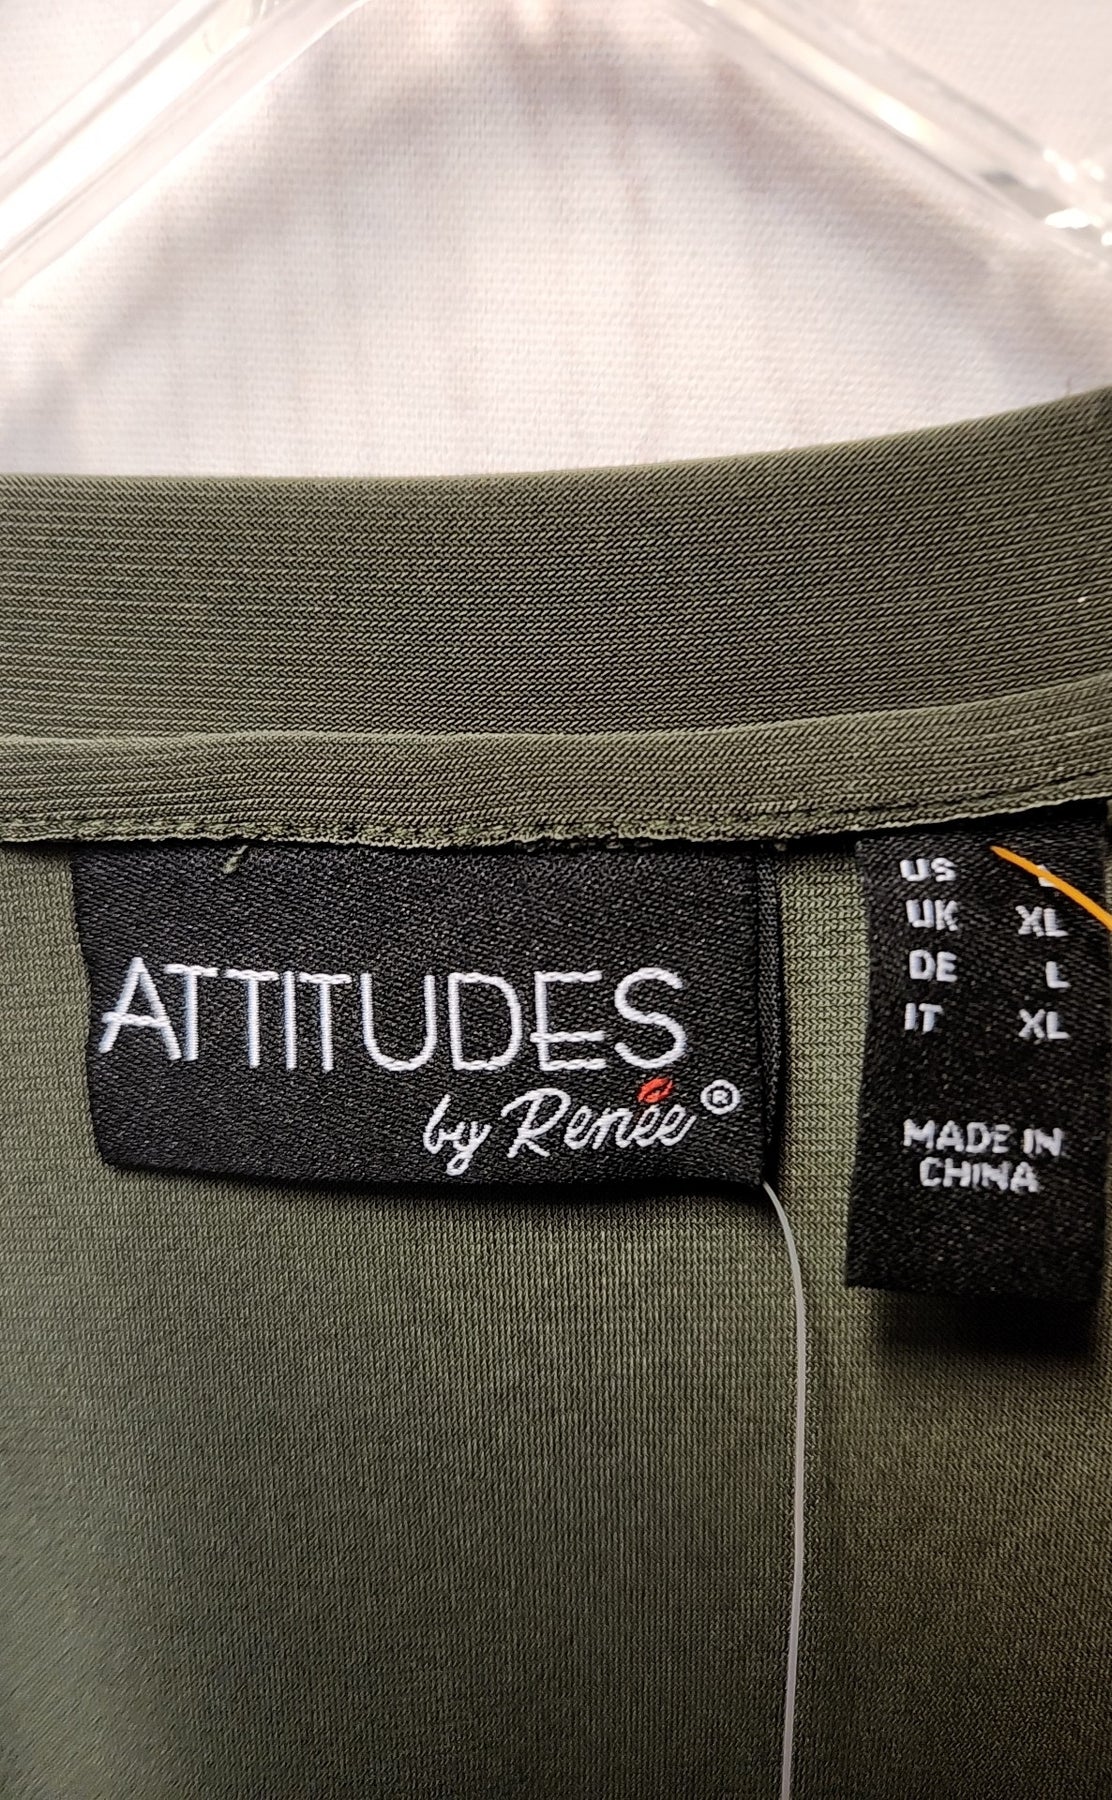 ATTITUDES
by Renée®
US L
UK XL
DE L
IT XL
MADE IN
CHINA